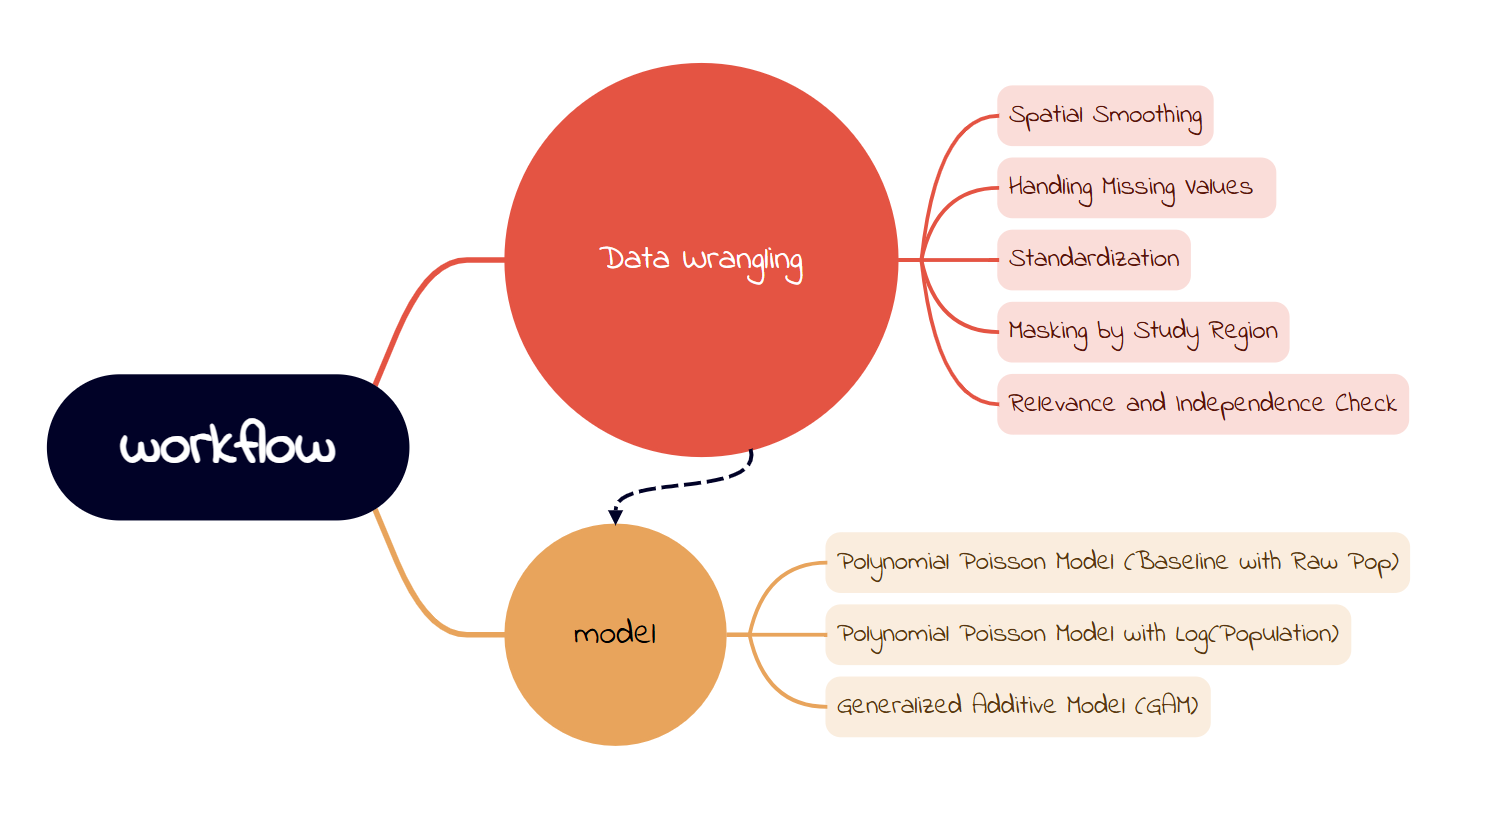 workflow
Data Wrangling
Spatial Smoothing
Handling Missing Values
Standardization
Masking by Study Region
Relevance and Independence Check
model
Polynomial Poisson Model (Baseline with Raw Pop)
Polynomial Poisson Model with Log(Population)
Generalized Additive Model (GAM)